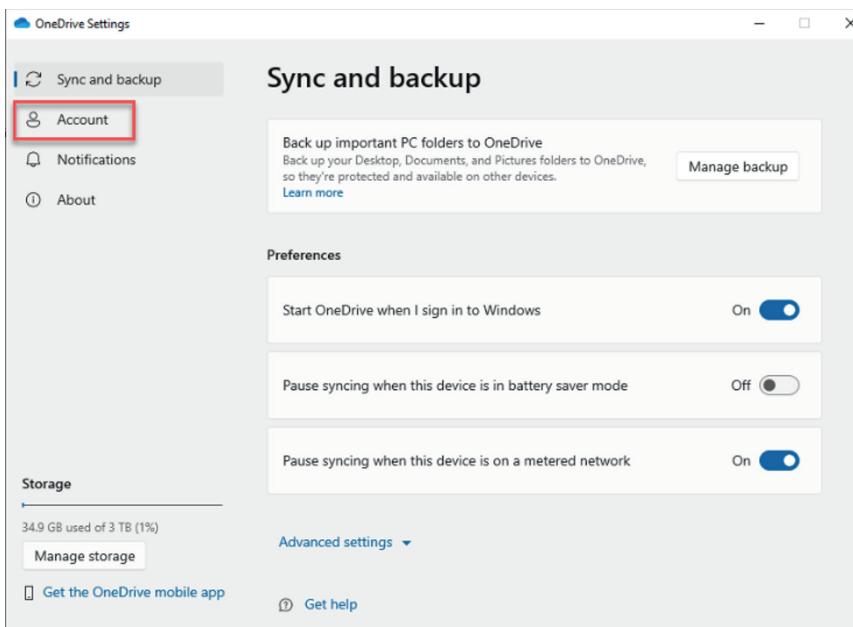 OneDrive Settings
Sync and backup
Account
Notifications
About
Storage
34.9 GB used of 3 TB (1%)
Manage storage
Get the OneDrive mobile app
Sync and backup
Back up important PC folders to OneDrive
Back up your Desktop, Documents, and Pictures folders to OneDrive,
so they're protected and available on other devices.
Learn more
Manage backup
Preferences
Start OneDrive when I sign in to Windows
On
Pause syncing when this device is in battery saver mode
Off
Pause syncing when this device is on a metered network
On
Advanced settings
Get help